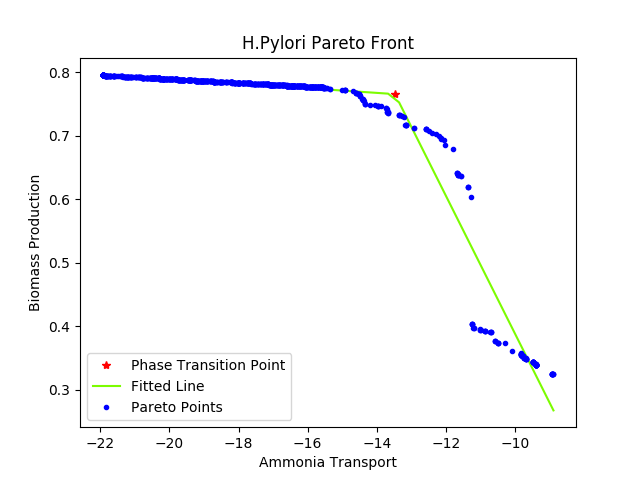 H.Pylori Pareto Front
Biomass Production
0.8
0.7
0.6
0.5
0.4
0.3
Phase Transition Point
Fitted Line
Pareto Points
−22
−20
−18
−16
−14
−12
−10
Ammonia Transport